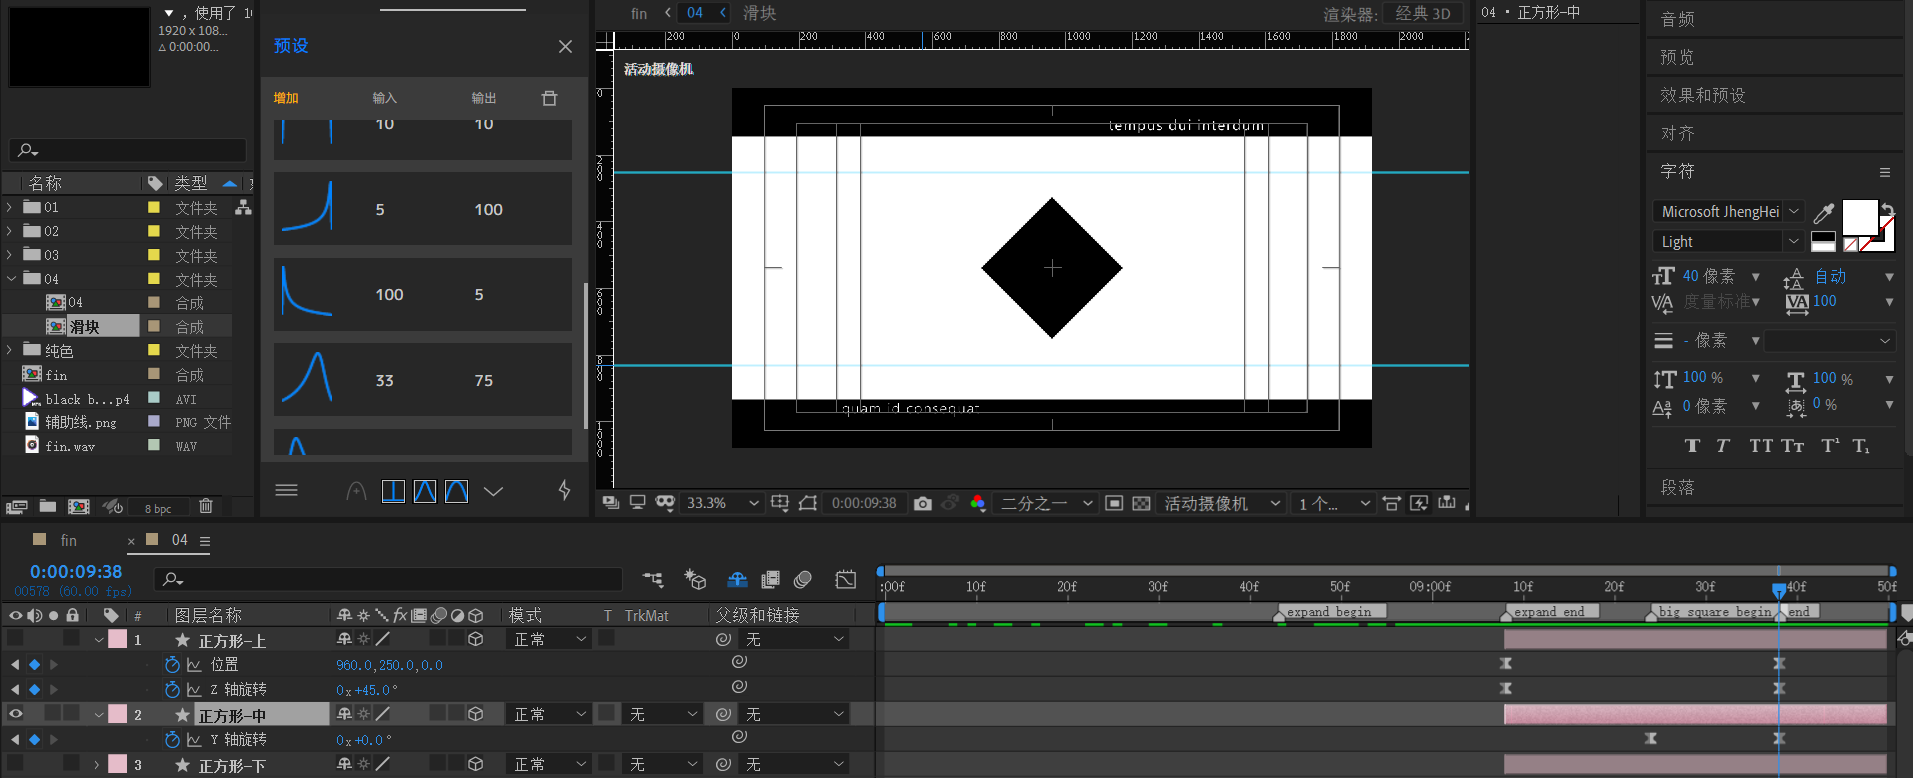 ，使用了 1
1920 x 108...
△ 0:00:00...
名称
类型
01
文件夹
02
文件夹
03
文件夹
04
文件夹
04
合成
滑块
合成
纯色
文件夹
fin
合成
black b...p4
AVI
辅助线.png
PNG 文件
fin.wav
WAV
8 bpc
预设
增加
输入
输出
10
10
5
100
100
5
33
75
fin
04
滑块
渲染器:
经典 3D
200
0
200
400
600
800
1000
1200
1400
1600
1800
2000
活动摄像机
tempus dui interdum
quam id consequat
33.3%
0:00:09:38
二分之一
活动摄像机
1 个...
04 · 正方形-中
音频
预览
效果和预设
对齐
字符
Microsoft JhengHei
Light
40 像素
自动
度量标准
100
- 像素
100 %
100 %
0 像素
0 %
段落
fin
04
0:00:09:38
00578 (60.00 fps)
#
图层名称
模式
T
TrkMat
父级和链接
:00f
10f
20f
30f
40f
50f
09:00f
10f
20f
30f
40f
50f
expand begin
expand end
big square begin
end
1
正方形-上
正常
无
位置
960.0,250.0,0.0
Z 轴旋转
0x+45.0°
2
正方形-中
正常
无
无
Y 轴旋转
0x+0.0°
3
正方形-下
正常
无
无